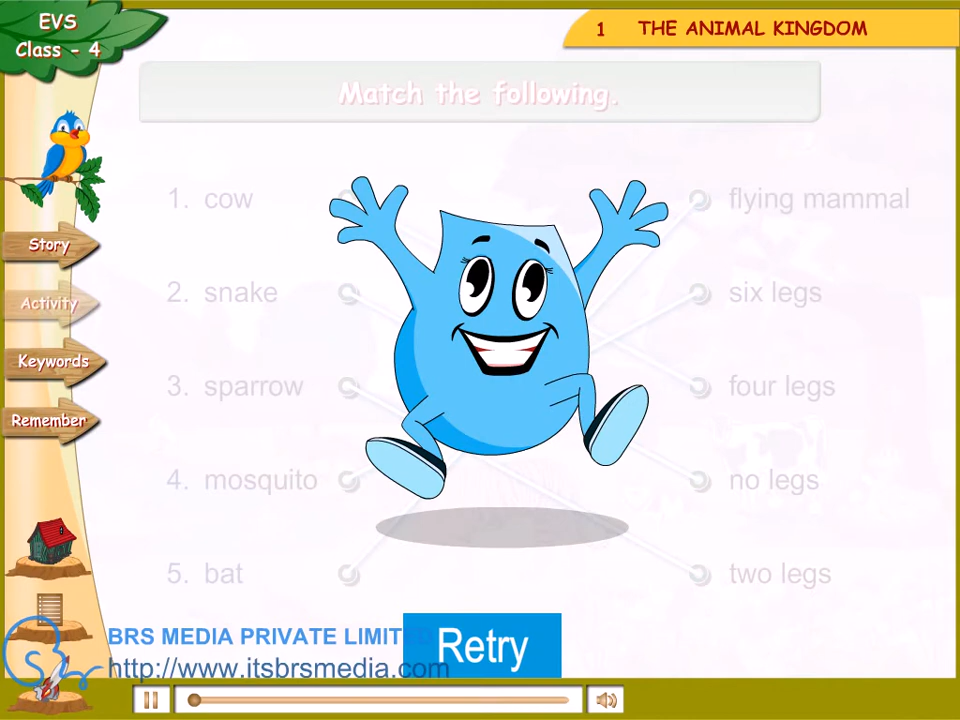 EVS
Class - 4
1 THE ANIMAL KINGDOM
Match the following.
1. cow
flying mammal
2. snake
six legs
3. sparrow
four legs
4. mosquito
no legs
5. bat
two legs
Story
Activity
Keywords
Remember
BRS MEDIA PRIVATE LIMITED
http://www.itsbrsmedia.com
Retry